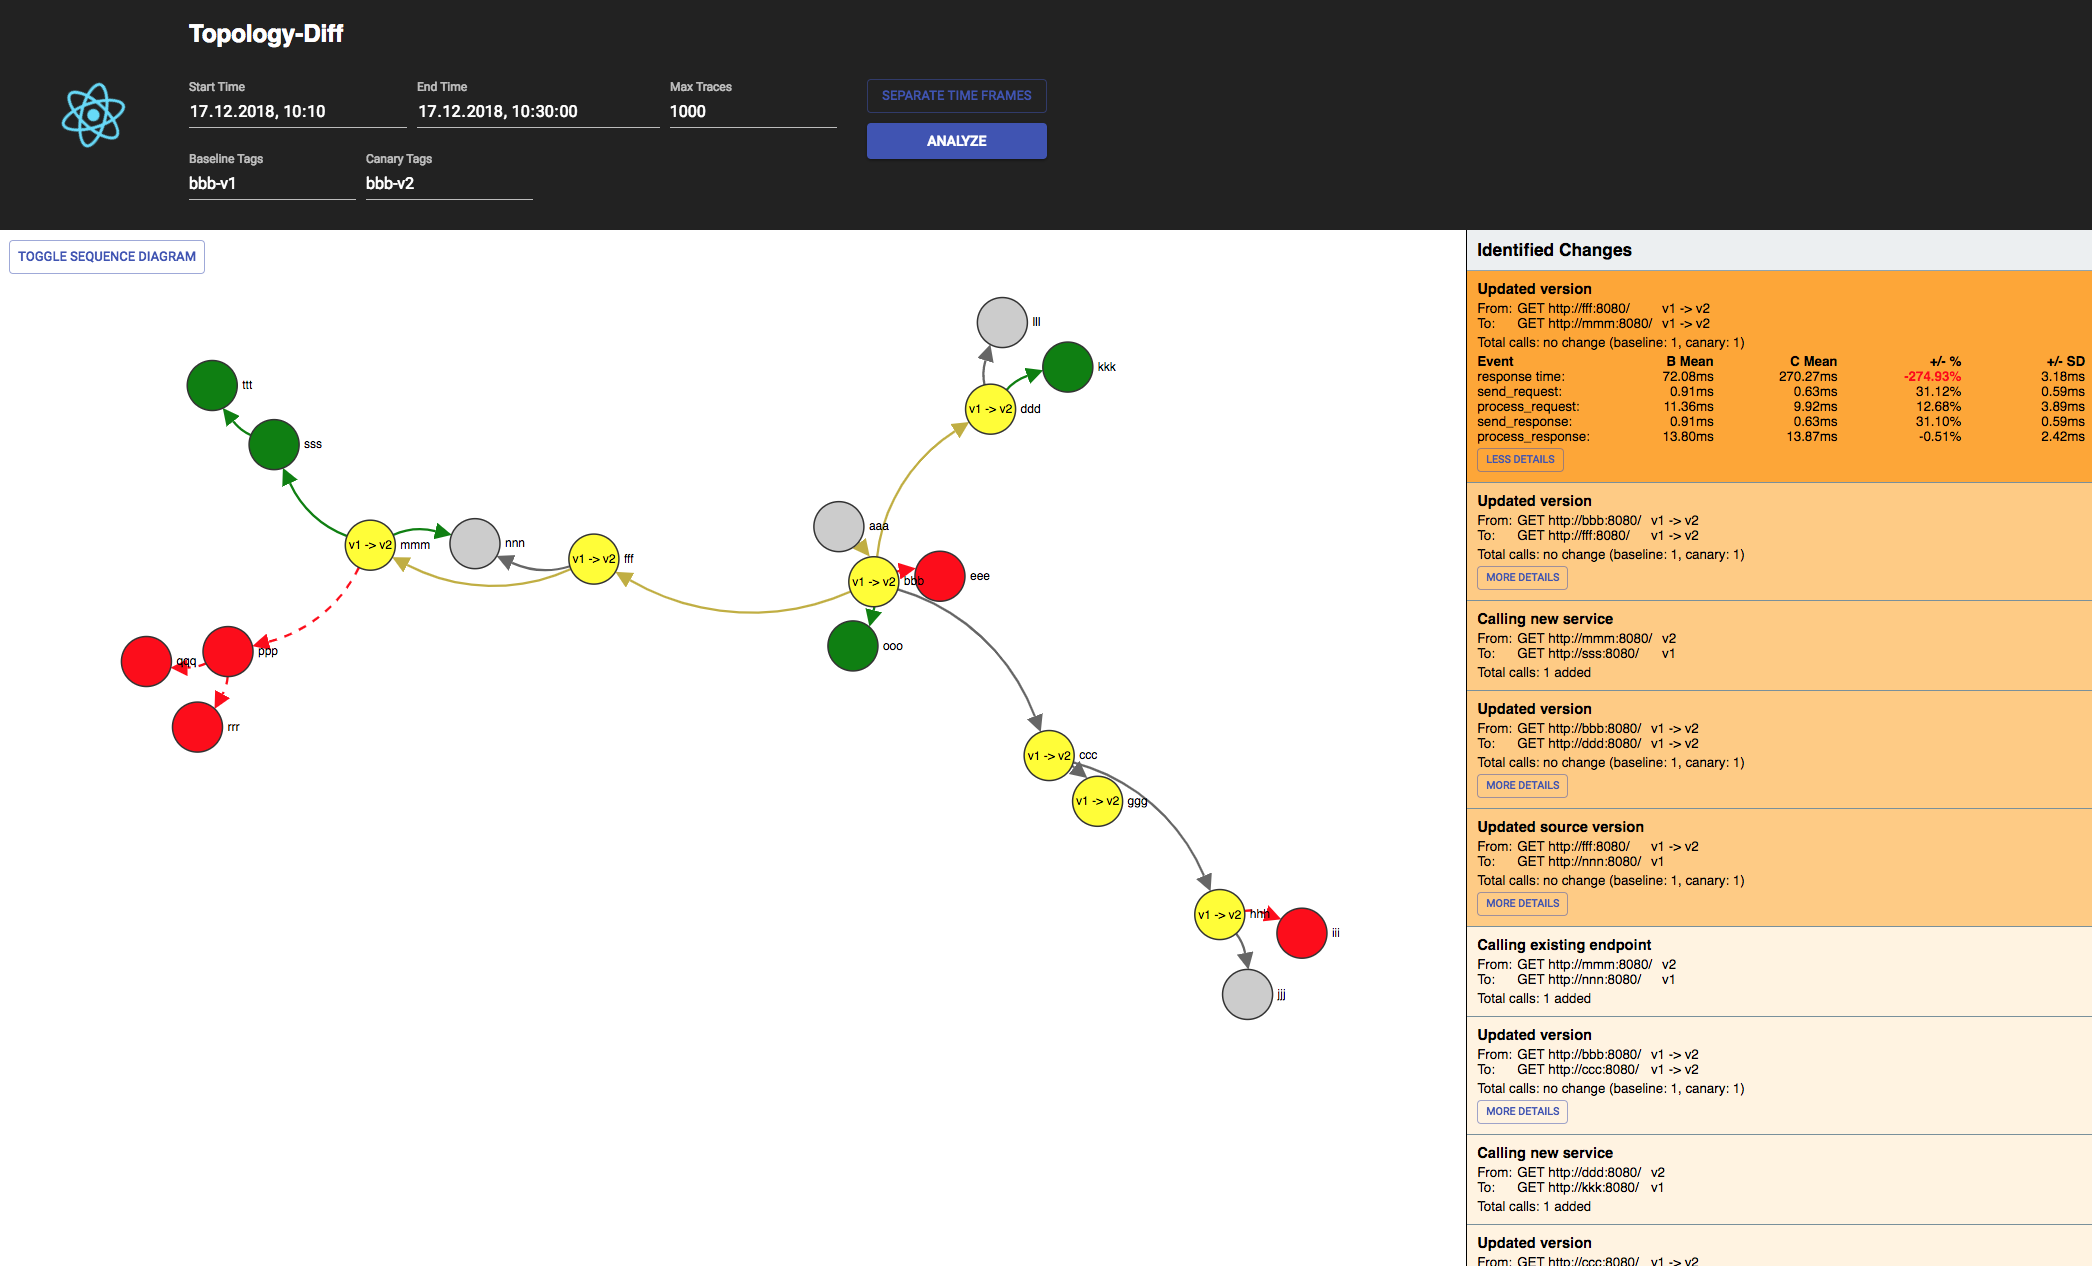 Topology-Diff
Start Time
17.12.2018, 10:10
End Time
17.12.2018, 10:30:00
Max Traces
1000
SEPARATE TIME FRAMES
ANALYZE
Baseline Tags
bbb-v1
Canary Tags
bbb-v2
TOGGLE SEQUENCE DIAGRAM
lll
kkk
v1 -> v2 ddd
ttt
sss
aaa
v1 -> v2 mmm
nnn
v1 -> v2 fff
v1 -> v2 bbb
eee
ooo
qqq
ppp
rrr
v1 -> v2 ccc
v1 -> v2 ggg
v1 -> v2 hhh
iii
jjj
Identified Changes
Updated version
From: GET http://fff:8080/ v1 -> v2
To: GET http://mmm:8080/ v1 -> v2
Total calls: no change (baseline: 1, canary: 1)
Event B Mean C Mean +/- % +/- SD
response time: 72.08ms 270.27ms -274.93% 3.18ms
send_request: 0.91ms 0.63ms 31.12% 0.59ms
process_request: 11.36ms 9.92ms 12.68% 3.89ms
send_response: 0.91ms 0.63ms 31.10% 0.59ms
process_response: 13.80ms 13.87ms -0.51% 2.42ms
LESS DETAILS
Updated version
From: GET http://bbb:8080/ v1 -> v2
To: GET http://fff:8080/ v1 -> v2
Total calls: no change (baseline: 1, canary: 1)
MORE DETAILS
Calling new service
From: GET http://mmm:8080/ v2
To: GET http://sss:8080/ v1
Total calls: 1 added
Updated version
From: GET http://bbb:8080/ v1 -> v2
To: GET http://ddd:8080/ v1 -> v2
Total calls: no change (baseline: 1, canary: 1)
MORE DETAILS
Updated source version
From: GET http://fff:8080/ v1 -> v2
To: GET http://nnn:8080/ v1
Total calls: no change (baseline: 1, canary: 1)
MORE DETAILS
Calling existing endpoint
From: GET http://mmm:8080/ v2
To: GET http://nnn:8080/ v1
Total calls: 1 added
Updated version
From: GET http://bbb:8080/ v1 -> v2
To: GET http://ccc:8080/ v1 -> v2
Total calls: no change (baseline: 1, canary: 1)
MORE DETAILS
Calling new service
From: GET http://ddd:8080/ v2
To: GET http://kkk:8080/ v1
Total calls: 1 added
Updated version
From: GET http://ccc:8080/ v1 -> v2